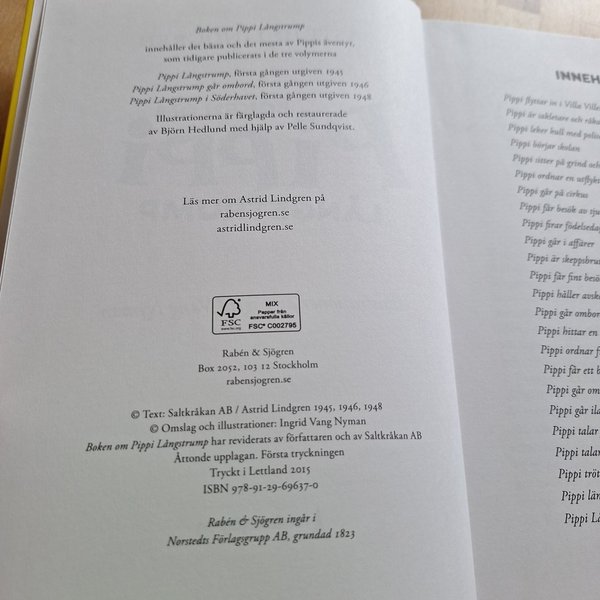 Boken om Pippi Långstrump
innehåller det bästa och det mesta av Pippis äventyr,
som tidigare publicerats i de tre volymerna
Pippi Långstrump, första gången utgiven 1945
Pippi Långstrump går ombord, första gången utgiven 1946
Pippi Långstrump i Söderhavet, första gången utgiven 1948
Illustrationerna är färglagda och restaurerade
av Björn Hedlund med hjälp av Pelle Sundqvist.
Läs mer om Astrid Lindgren på
rabensjogren.se
astridlindgren.se
FSC
www.fsc.org
MIX
Papper från
ansvarsfulla källor
FSC® C002795
Rabén & Sjögren
Box 2052, 103 12 Stockholm
rabensjogren.se
© Text: Saltkråkan AB / Astrid Lindgren 1945, 1946, 1948
© Omslag och illustrationer: Ingrid Vang Nyman
Boken om Pippi Långstrump har reviderats av författaren och av Saltkråkan AB
Åttonde upplagan. Första tryckningen
Tryckt i Lettland 2015
ISBN 978-91-29-69637-0
Rabén & Sjögren ingår i
Norstedts Förlagsgrupp AB, grundad 1823
INNEH
Pippi flyttar in i Villa Ville
Pippi är sakletare och råka
Pippi leker kull med polis
Pippi börjar skolan
Pippi sitter på grind och
Pippi ordnar en utflykt
Pippi går på cirkus
Pippi får besök av tju
Pippi firar födelsedag
Pippi går i affärer
Pippi är skeppsbrut
Pippi får fint besö
Pippi håller avsk
Pippi går ombor
Pippi hittar en
Pippi ordnar f
Pippi får ett b
Pippi går om
Pippi går ila
Pippi talar
Pippi talar
Pippi tröt
Pippi lån
Pippi Lå